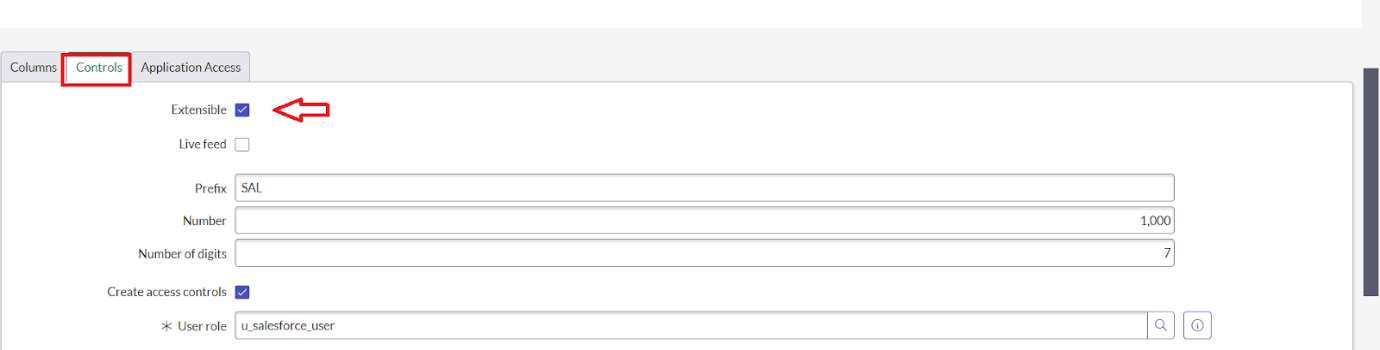 Columns Controls Application Access
Extensible
Live feed
Prefix SAL
Number 1,000
Number of digits 7
Create access controls
User role u_salesforce_user